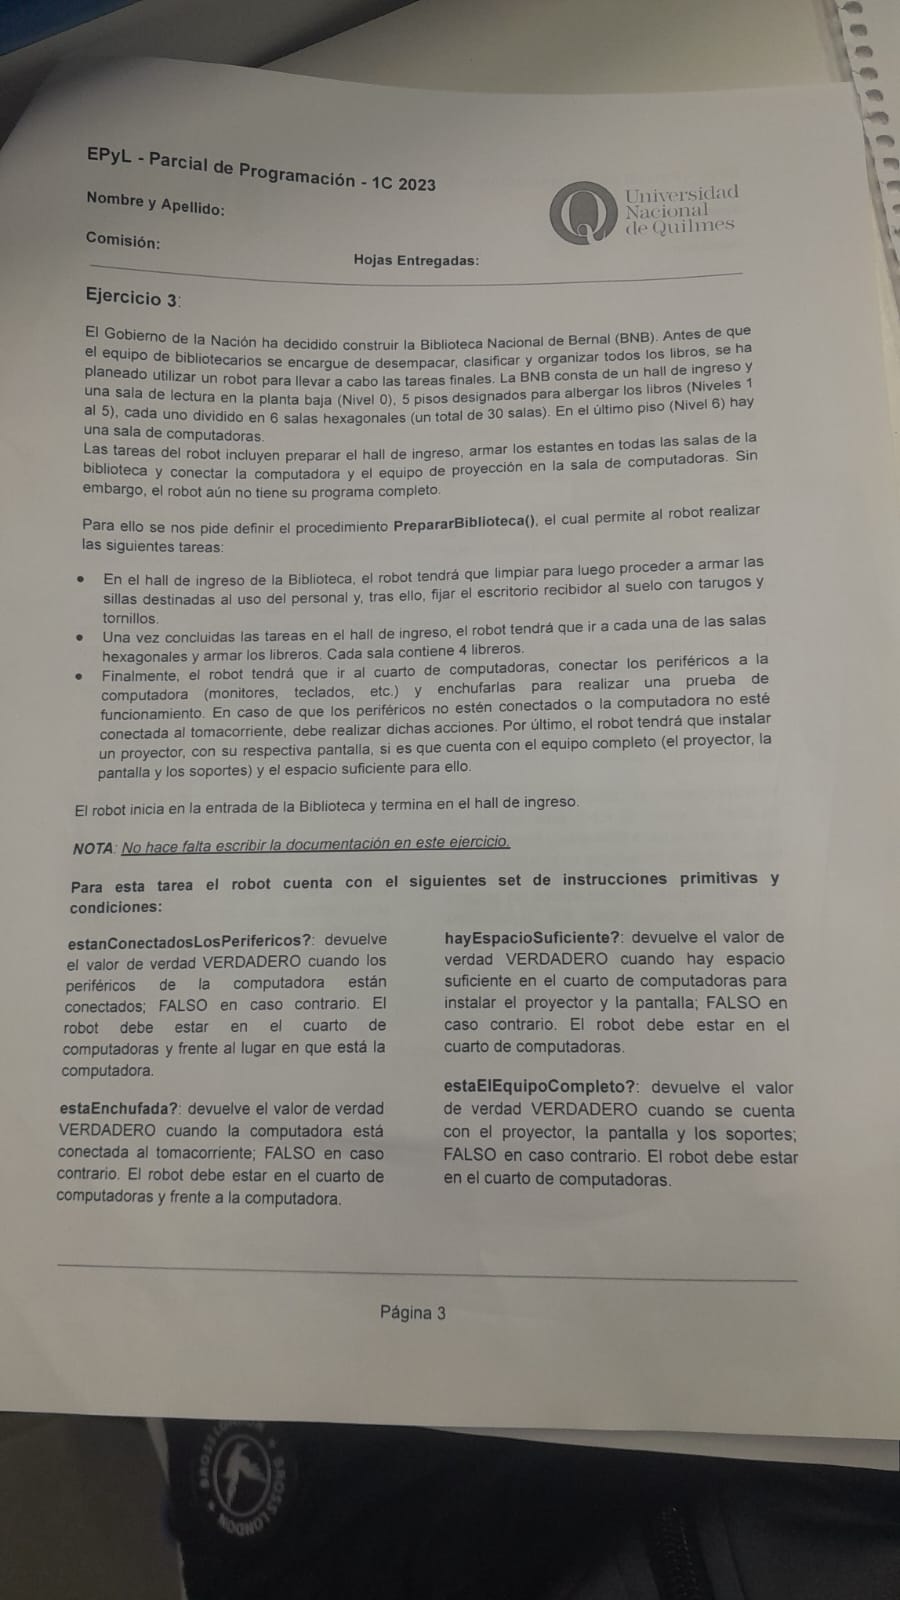 EPyL - Parcial de Programación - 1C 2023
Nombre y Apellido:
Comisión:
Hojas Entregadas:
Universidad
Nacional
de Quilmes
Ejercicio 3:
El Gobierno de la Nación ha decidido construir la Biblioteca Nacional de Bernal (BNB). Antes de que
el equipo de bibliotecarios se encargue de desempacar, clasificar y organizar todos los libros, se ha
planeado utilizar un robot para llevar a cabo las tareas finales. La BNB consta de un hall de ingreso y
una sala de lectura en la planta baja (Nivel 0), 5 pisos designados para albergar los libros (Niveles 1
al 5), cada uno dividido en 6 salas hexagonales (un total de 30 salas). En el último piso (Nivel 6) hay
una sala de computadoras.
Las tareas del robot incluyen preparar el hall de ingreso, armar los estantes en todas las salas de la
biblioteca y conectar la computadora y el equipo de proyección en la sala de computadoras. Sin
embargo, el robot aún no tiene su programa completo.
Para ello se nos pide definir el procedimiento PrepararBiblioteca(), el cual permite al robot realizar
las siguientes tareas:
● En el hall de ingreso de la Biblioteca, el robot tendrá que limpiar para luego proceder a armar las
sillas destinadas al uso del personal y, tras ello, fijar el escritorio recibidor al suelo con tarugos y
tornillos.
● Una vez concluidas las tareas en el hall de ingreso, el robot tendrá que ir a cada una de las salas
hexagonales y armar los libreros. Cada sala contiene 4 libreros.
● Finalmente, el robot tendrá que ir al cuarto de computadoras, conectar los periféricos a la
computadora (monitores, teclados, etc.) y enchufarlas para realizar una prueba de
funcionamiento. En caso de que los periféricos no estén conectados o la computadora no esté
conectada al tomacorriente, debe realizar dichas acciones. Por último, el robot tendrá que instalar
un proyector, con su respectiva pantalla, si es que cuenta con el equipo completo (el proyector, la
pantalla y los soportes) y el espacio suficiente para ello.
El robot inicia en la entrada de la Biblioteca y termina en el hall de ingreso.
NOTA: No hace falta escribir la documentación en este ejercicio.
Para esta tarea el robot cuenta con el siguientes set de instrucciones primitivas y
condiciones:
estanConectadosLosPerifericos?: devuelve
el valor de verdad VERDADERO cuando los
periféricos de la computadora están
conectados; FALSO en caso contrario. El
robot debe estar en el cuarto de
computadoras y frente al lugar en que está la
computadora.
estaEnchufada?: devuelve el valor de verdad
VERDADERO cuando la computadora está
conectada al tomacorriente; FALSO en caso
contrario. El robot debe estar en el cuarto de
computadoras y frente a la computadora.
hayEspacioSuficiente?: devuelve el valor de
verdad VERDADERO cuando hay espacio
suficiente en el cuarto de computadoras para
instalar el proyector y la pantalla; FALSO en
caso contrario. El robot debe estar en el
cuarto de computadoras.
estaElEquipoCompleto?: devuelve el valor
de verdad VERDADERO cuando se cuenta
con el proyector, la pantalla y los soportes;
FALSO en caso contrario. El robot debe estar
en el cuarto de computadoras.
Página 3
BROSS LONDON